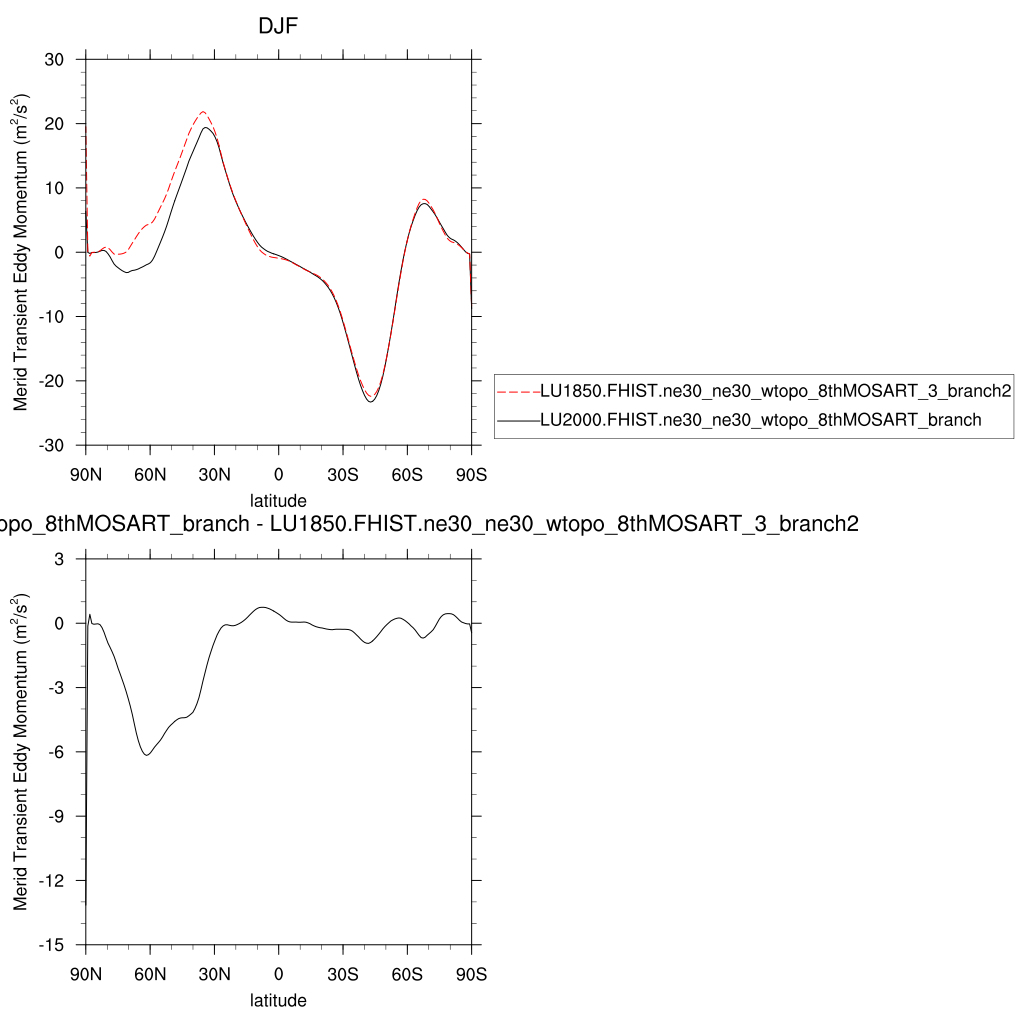 DJF
30
20
10
0
-10
-20
-30
Merid Transient Eddy Momentum (m²/s²)
90N 60N 30N 0 30S 60S 90S
latitude
LU1850.FHIST.ne30_ne30_wtopo_8thMOSART_3_branch2
LU2000.FHIST.ne30_ne30_wtopo_8thMOSART_branch
opo_8thMOSART_branch - LU1850.FHIST.ne30_ne30_wtopo_8thMOSART_3_branch2
3
0
-3
-6
-9
-12
-15
Merid Transient Eddy Momentum (m²/s²)
90N 60N 30N 0 30S 60S 90S
latitude